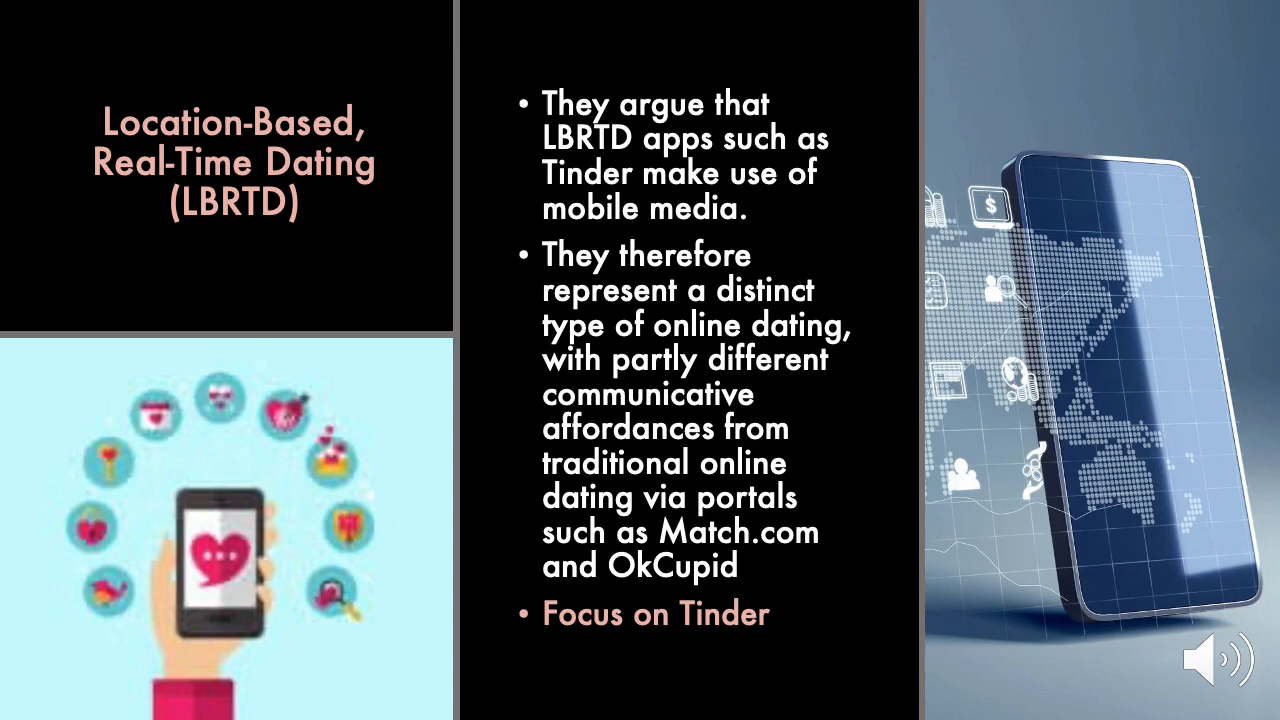 Location-Based,
Real-Time Dating
(LBRTD)
• They argue that
LBRTD apps such as
Tinder make use of
mobile media.
• They therefore
represent a distinct
type of online dating,
with partly different
communicative
affordances from
traditional online
dating via portals
such as Match.com
and OkCupid
• Focus on Tinder
$